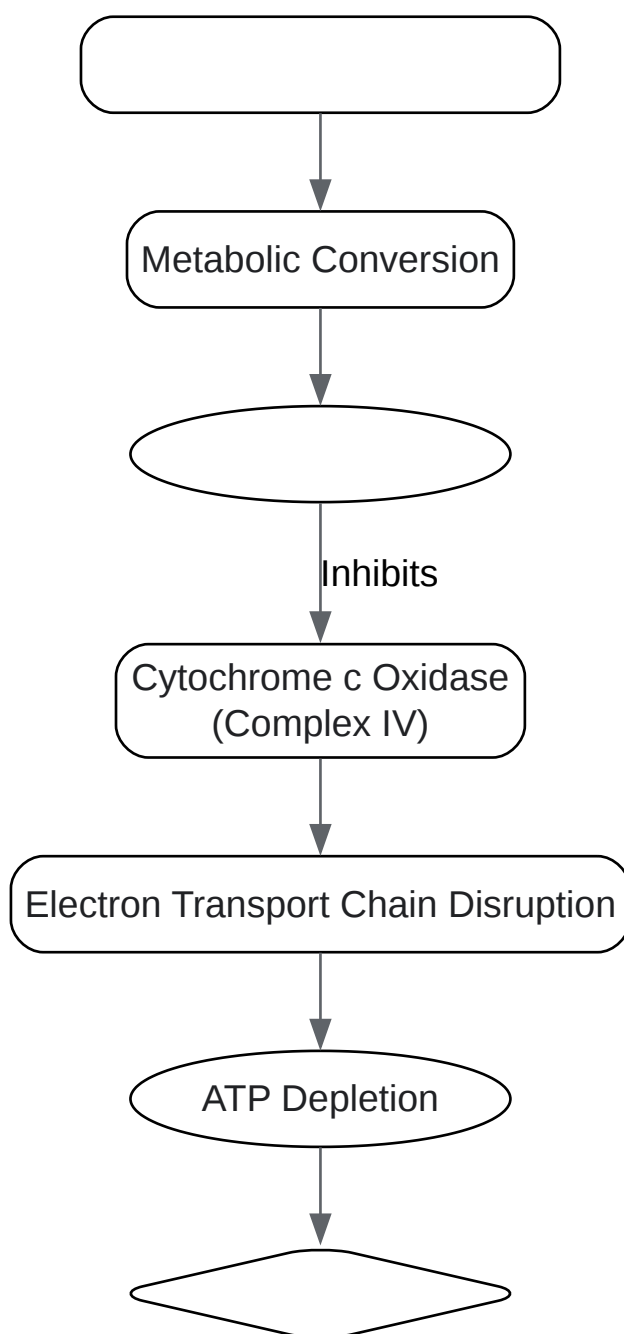 Metabolic Conversion
Inhibits
Cytochrome c Oxidase
(Complex IV)
Electron Transport Chain Disruption
ATP Depletion